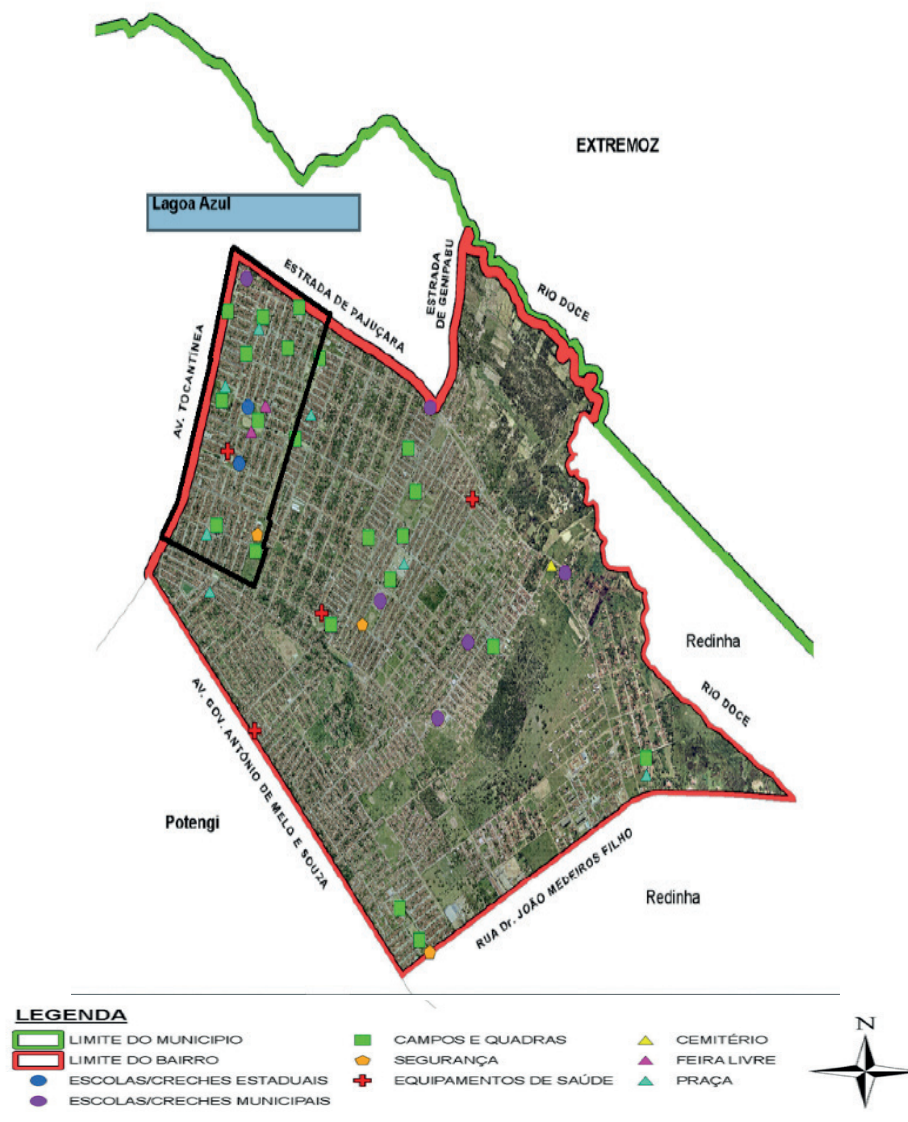 EXTREMOZ
Lagoa Azul
ESTRADA DE PAJUÇARA
ESTRADA
DE GENIPABU
RIO DOCE
AV. TOCANTÍNEA
Redinha
RIO DOCE
AV. GOV. ANTÔNIO DE MELO E SOUZA
Potengi
RUA Dr. JOÃO MEDEIROS FILHO
Redinha
LEGENDA
LIMITE DO MUNICIPIO
LIMITE DO BAIRRO
ESCOLAS/CRECHES ESTADUAIS
ESCOLAS/CRECHES MUNICIPAIS
CAMPOS E QUADRAS
SEGURANÇA
EQUIPAMENTOS DE SAÚDE
CEMITÉRIO
FEIRA LIVRE
PRAÇA
N